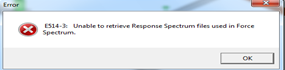 Error
E514-3: Unable to retrieve Response Spectrum files used in Force
Spectrum.
OK